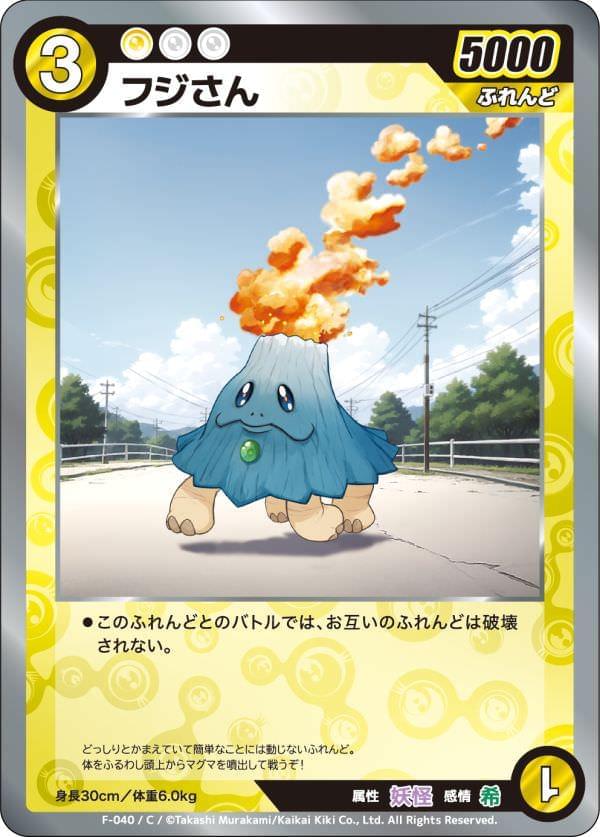 3
フジさん
5000
ふれんど
●このふれんどとのバトルでは、お互いのふれんどは破壊
されない。
どっしりとかまえていて簡単なことには動じないふれんど。
体をふるわし頭上からマグマを噴出して戦うぞ!
身長30cm/体重6.0kg
属性 妖怪 感情 希
F-040 / C / ©Takashi Murakami/Kaikai Kiki Co., Ltd. All Rights Reserved.